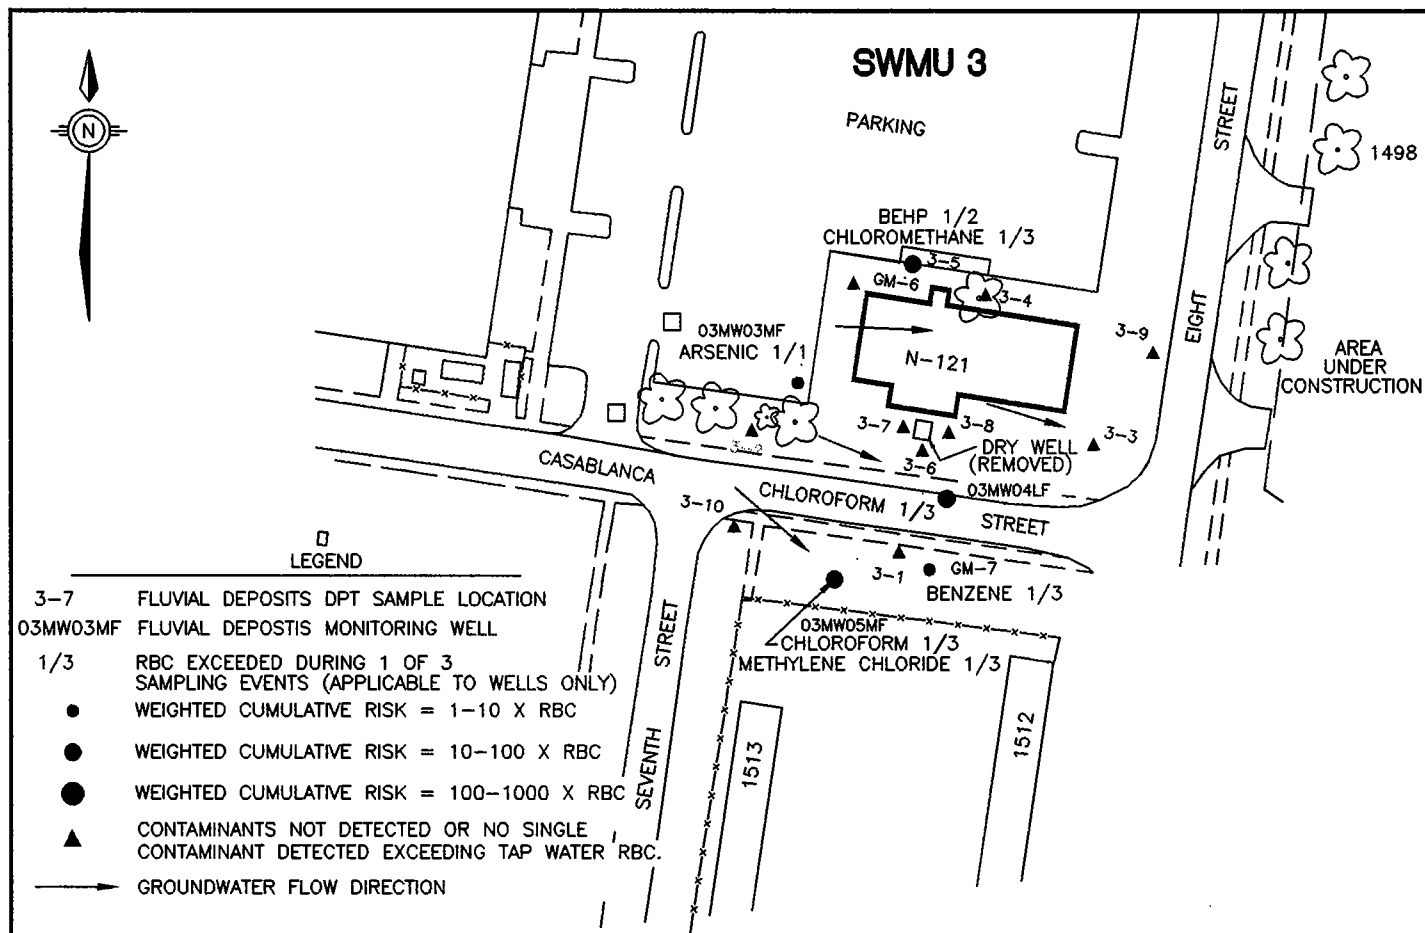 SWMU 3
PARKING
N
STREET
1498
BEHP 1/2
CHLOROMETHANE 1/3
3-5
GM-6
3-4
EIGHT
3-9
03MW03MF
ARSENIC 1/1
N-121
AREA
UNDER
CONSTRUCTION
3-7
3-8
3-3
3-2
3-6
DRY WELL
(REMOVED)
CASABLANCA
CHLOROFORM 1/3
03MW04LF
STREET
3-10
3-1
GM-7
BENZENE 1/3
03MW05MF
CHLOROFORM 1/3
METHYLENE CHLORIDE 1/3
STREET
SEVENTH
1513
1512
LEGEND
3-7 FLUVIAL DEPOSITS DPT SAMPLE LOCATION
03MW03MF FLUVIAL DEPOSTIS MONITORING WELL
1/3 RBC EXCEEDED DURING 1 OF 3
SAMPLING EVENTS (APPLICABLE TO WELLS ONLY)
WEIGHTED CUMULATIVE RISK = 1-10 X RBC
WEIGHTED CUMULATIVE RISK = 10-100 X RBC
WEIGHTED CUMULATIVE RISK = 100-1000 X RBC
CONTAMINANTS NOT DETECTED OR NO SINGLE
CONTAMINANT DETECTED EXCEEDING TAP WATER RBC.
GROUNDWATER FLOW DIRECTION